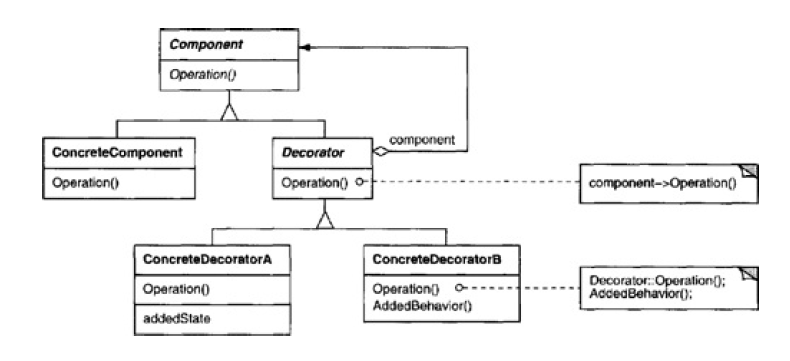 Component
Operation()
component
ConcreteComponent
Operation()
Decorator
Operation()
component–>Operation()
ConcreteDecoratorA
Operation()
addedState
ConcreteDecoratorB
Operation()
AddedBehavior()
Decorator::Operation();
AddedBehavior();